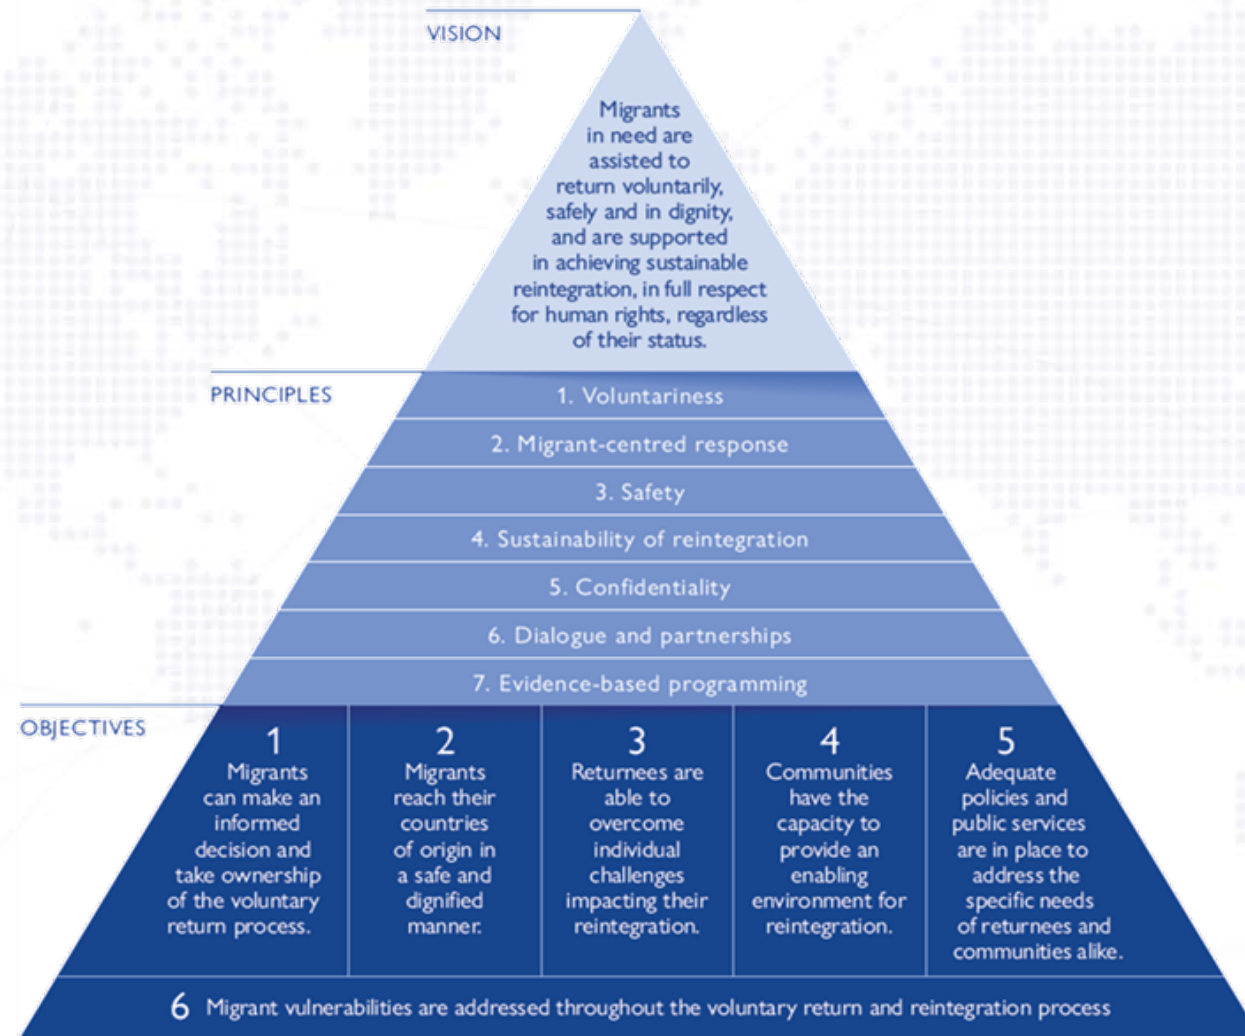 VISION
Migrants
in need are
assisted to
return voluntarily,
safely and in dignity,
and are supported
in achieving sustainable
reintegration, in full respect
for human rights, regardless
of their status.
PRINCIPLES
1. Voluntariness
2. Migrant-centred response
3. Safety
4. Sustainability of reintegration
5. Confidentiality
6. Dialogue and partnerships
7. Evidence-based programming
OBJECTIVES
1
Migrants
can make an
informed
decision and
take ownership
of the voluntary
return process.
2
Migrants
reach their
countries
of origin in
a safe and
dignified
manner.
3
Returnees are
able to
overcome
individual
challenges
impacting their
reintegration.
4
Communities
have the
capacity to
provide an
enabling
environment for
reintegration.
5
Adequate
policies and
public services
are in place to
address the
specific needs
of returnees and
communities alike.
6 Migrant vulnerabilities are addressed throughout the voluntary return and reintegration process